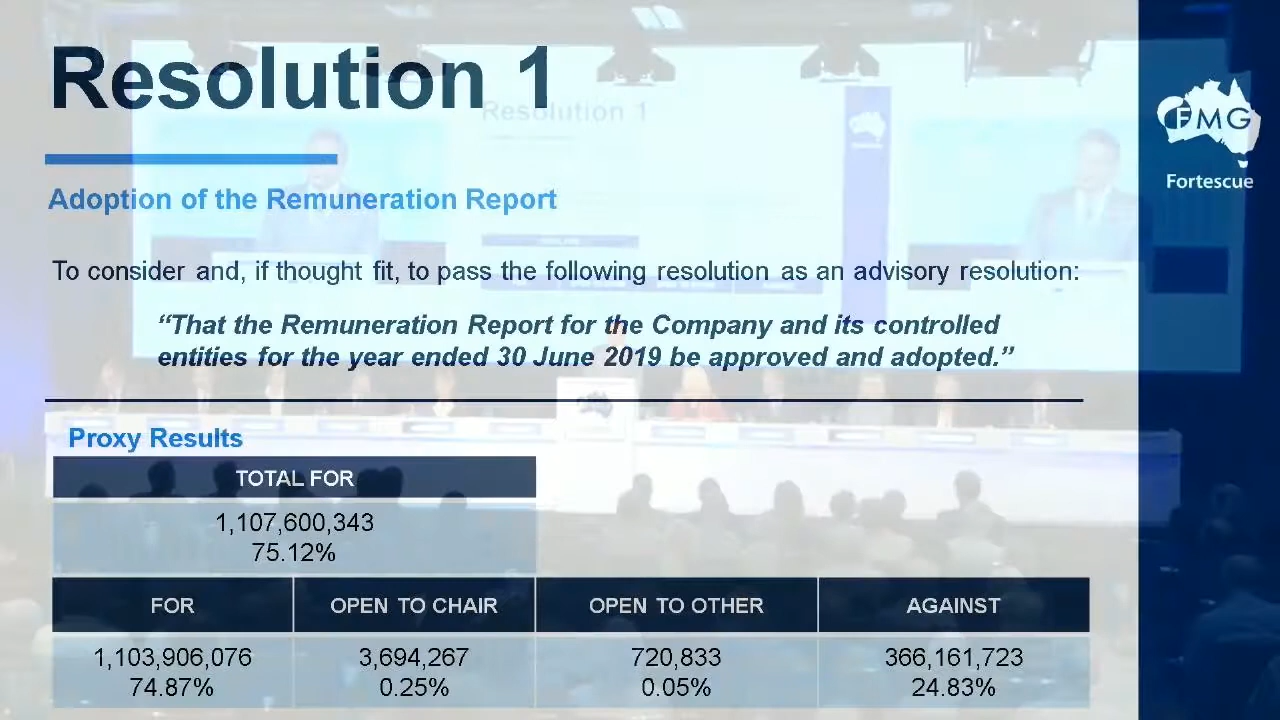 Resolution 1
Adoption of the Remuneration Report
To consider and, if thought fit, to pass the following resolution as an advisory resolution:
“That the Remuneration Report for the Company and its controlled
entities for the year ended 30 June 2019 be approved and adopted.”
Proxy Results
TOTAL FOR
1,107,600,343
75.12%
FOR OPEN TO CHAIR OPEN TO OTHER AGAINST
1,103,906,076 3,694,267 720,833 366,161,723
74.87% 0.25% 0.05% 24.83%
FMG
Fortescue
Resolution 1